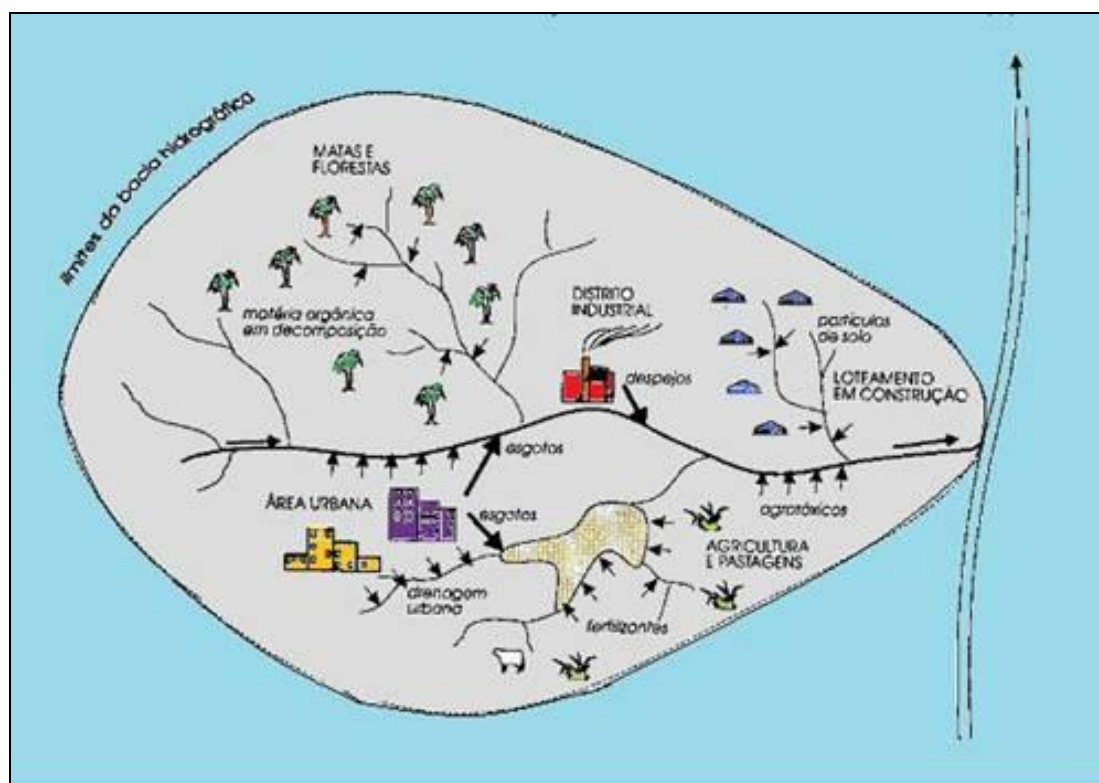 limites da bacia hidrográfica
MATAS E
FLORESTAS
matéria orgânica
em decomposição
DISTRITO
INDUSTRIAL
despejos
partículas
de solo
LOTEAMENTO
EM CONSTRUÇÃO
esgotos
ÁREA URBANA
esgotos
agrotóxicos
drenagem
urbana
AGRICULTURA
E PASTAGENS
fertilizantes